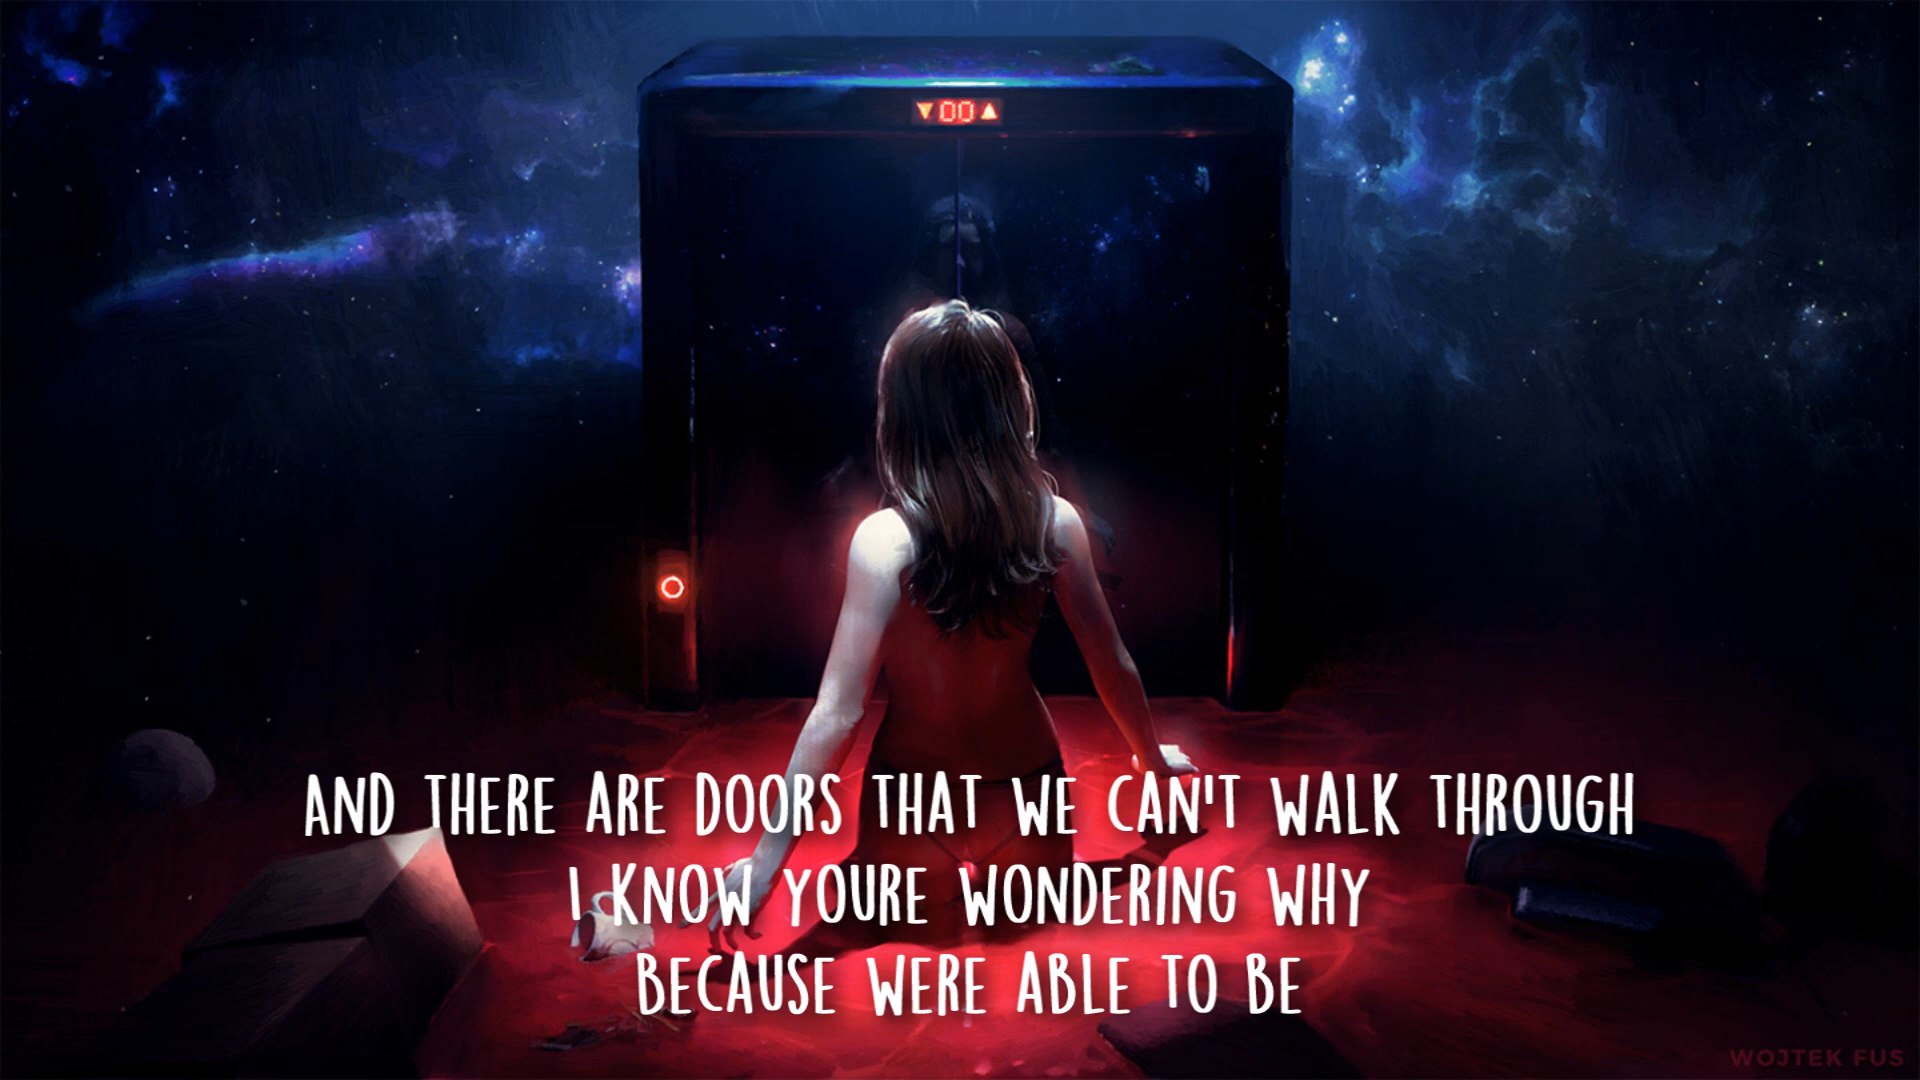 00
AND THERE ARE DOORS THAT WE CAN'T WALK THROUGH
I KNOW YOURE WONDERING WHY
BECAUSE WERE ABLE TO BE
WOJTEK FUS